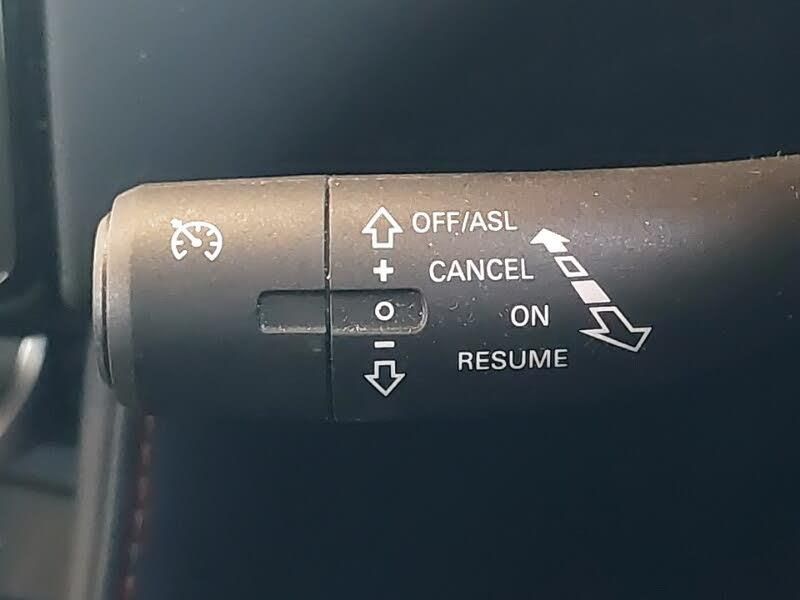 OFF/ASL
+ CANCEL
ON
- RESUME